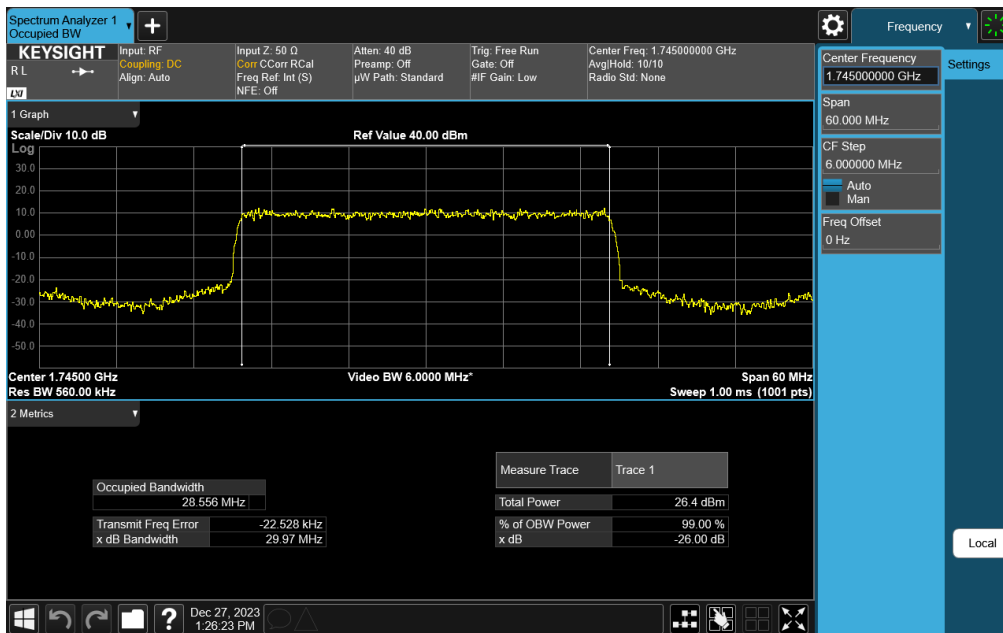 Spectrum Analyzer 1
Occupied BW
Frequency
KEYSIGHT
R L
LXI
Input: RF
Coupling: DC
Align: Auto
Input Z: 50 Ω
Corr CCorr RCal
Freq Ref: Int (S)
NFE: Off
Atten: 40 dB
Preamp: Off
µW Path: Standard
Trig: Free Run
Gate: Off
#IF Gain: Low
Center Freq: 1.745000000 GHz
Avg|Hold: 10/10
Radio Std: None
Center Frequency
1.745000000 GHz
Settings
Span
60.000 MHz
CF Step
6.000000 MHz
Auto
Man
Freq Offset
0 Hz
Local
1 Graph
Scale/Div 10.0 dB
Ref Value 40.00 dBm
Log
30.0
20.0
10.0
0.00
-10.0
-20.0
-30.0
-40.0
-50.0
Center 1.74500 GHz
Video BW 6.0000 MHz*
Span 60 MHz
Res BW 560.00 kHz
Sweep 1.00 ms (1001 pts)
2 Metrics
Measure Trace Trace 1
Occupied Bandwidth
28.556 MHz
Total Power 26.4 dBm
Transmit Freq Error -22.528 kHz
% of OBW Power 99.00 %
x dB Bandwidth 29.97 MHz
x dB -26.00 dB
Dec 27, 2023
1:26:23 PM